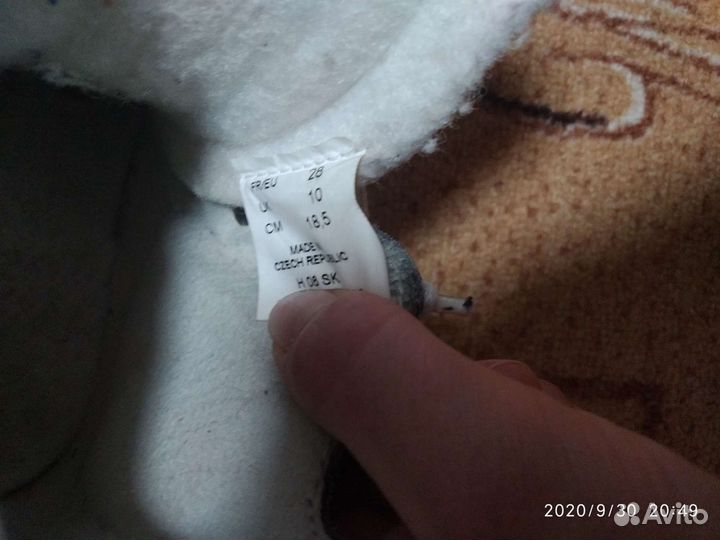 FR/EU 28
UK 10
CM 18,5
MADE IN
CZECH REPUBLIC
H 08 SK
2020/9/30 20:49
Avito